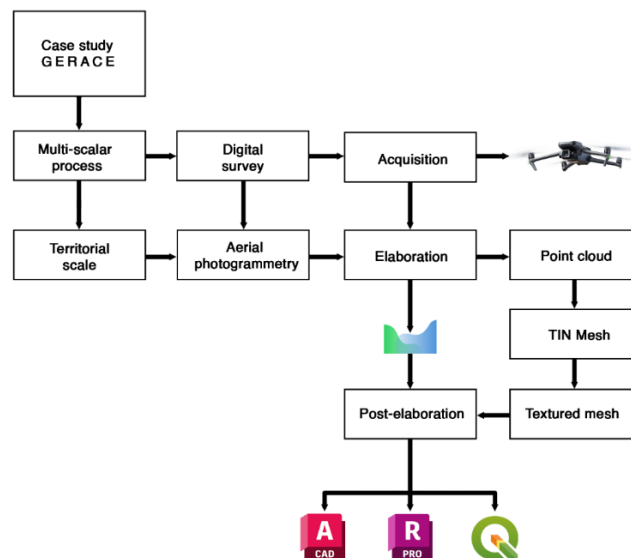 Case study
GERACE
Multi-scalar
process
Digital
survey
Acquisition
Territorial
scale
Aerial
photogrammetry
Elaboration
Point cloud
TIN Mesh
Post-elaboration
Textured mesh
A
CAD
R
PRO